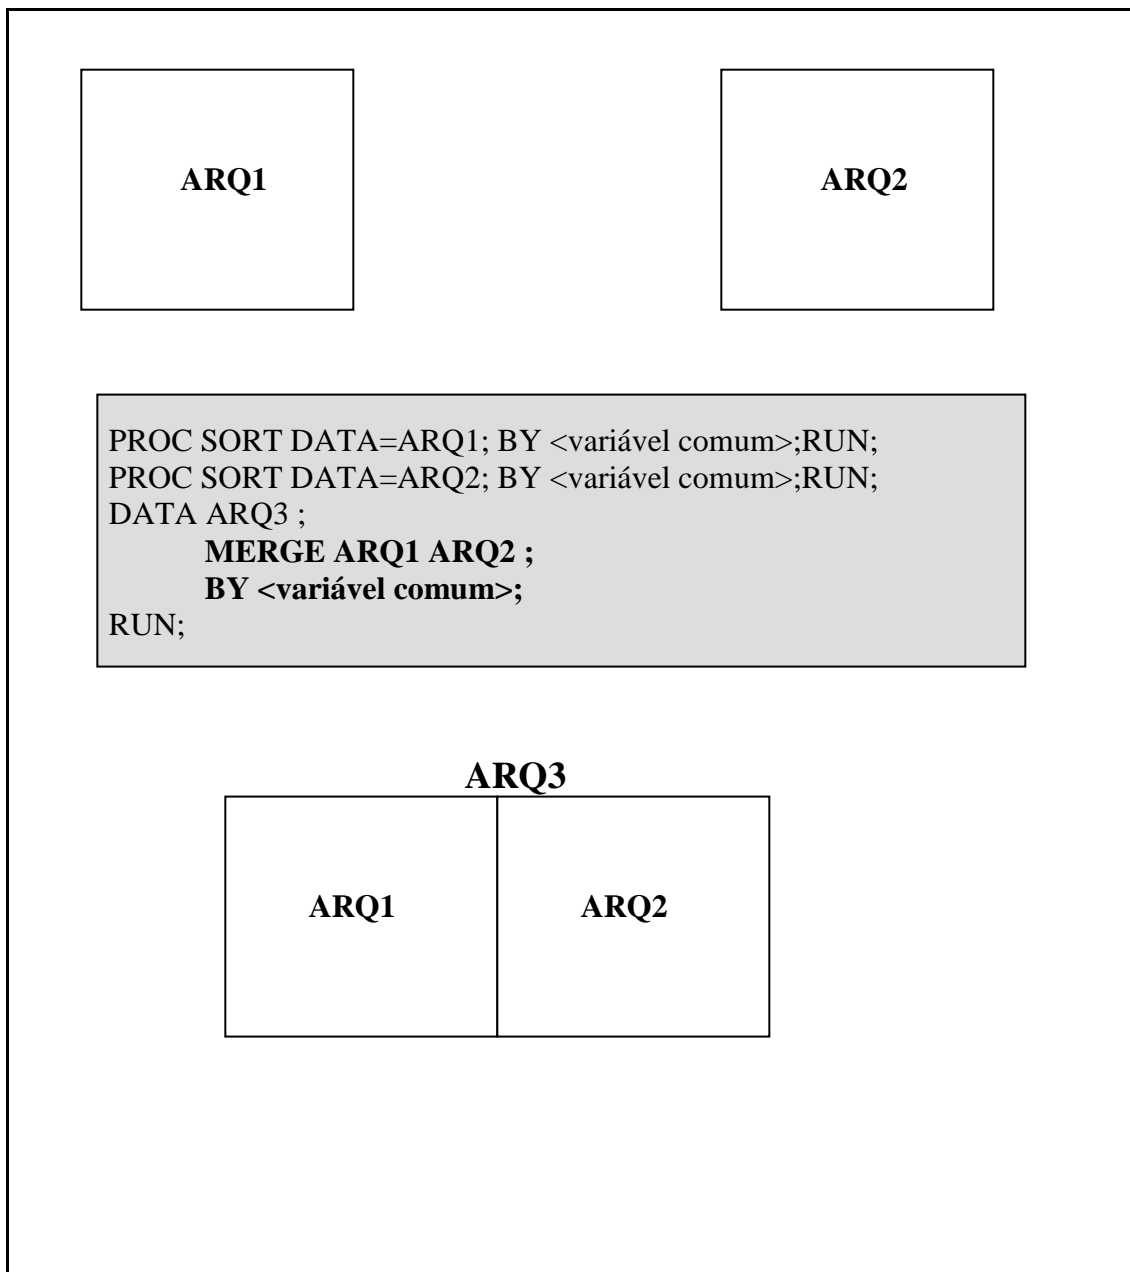 ARQ1
ARQ2
PROC SORT DATA=ARQ1; BY <variável comum>;RUN;
PROC SORT DATA=ARQ2; BY <variável comum>;RUN;
DATA ARQ3 ;
MERGE ARQ1 ARQ2 ;
BY <variável comum>;
RUN;
ARQ3
ARQ1
ARQ2